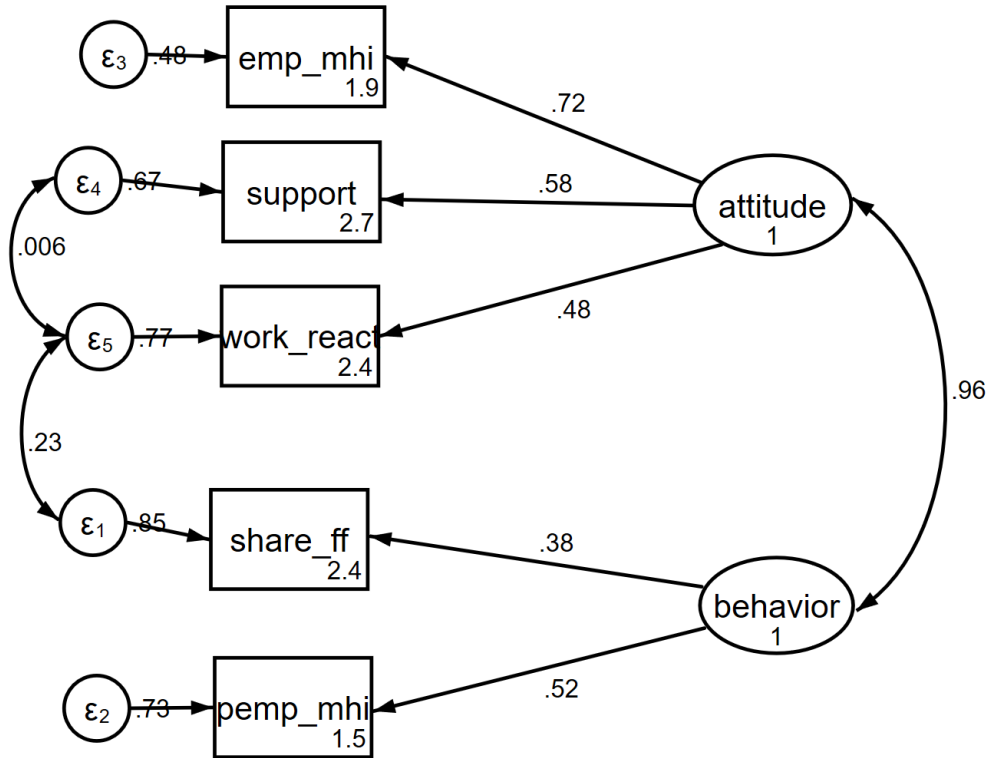 ε3 .48 emp_mhi 1.9
.72
ε4 .67 support 2.7
.58
attitude 1
.006
ε5 .77 work_react 2.4
.48
.96
.23
ε1 .85 share_ff 2.4
.38
behavior 1
.52
ε2 .73 pemp_mhi 1.5